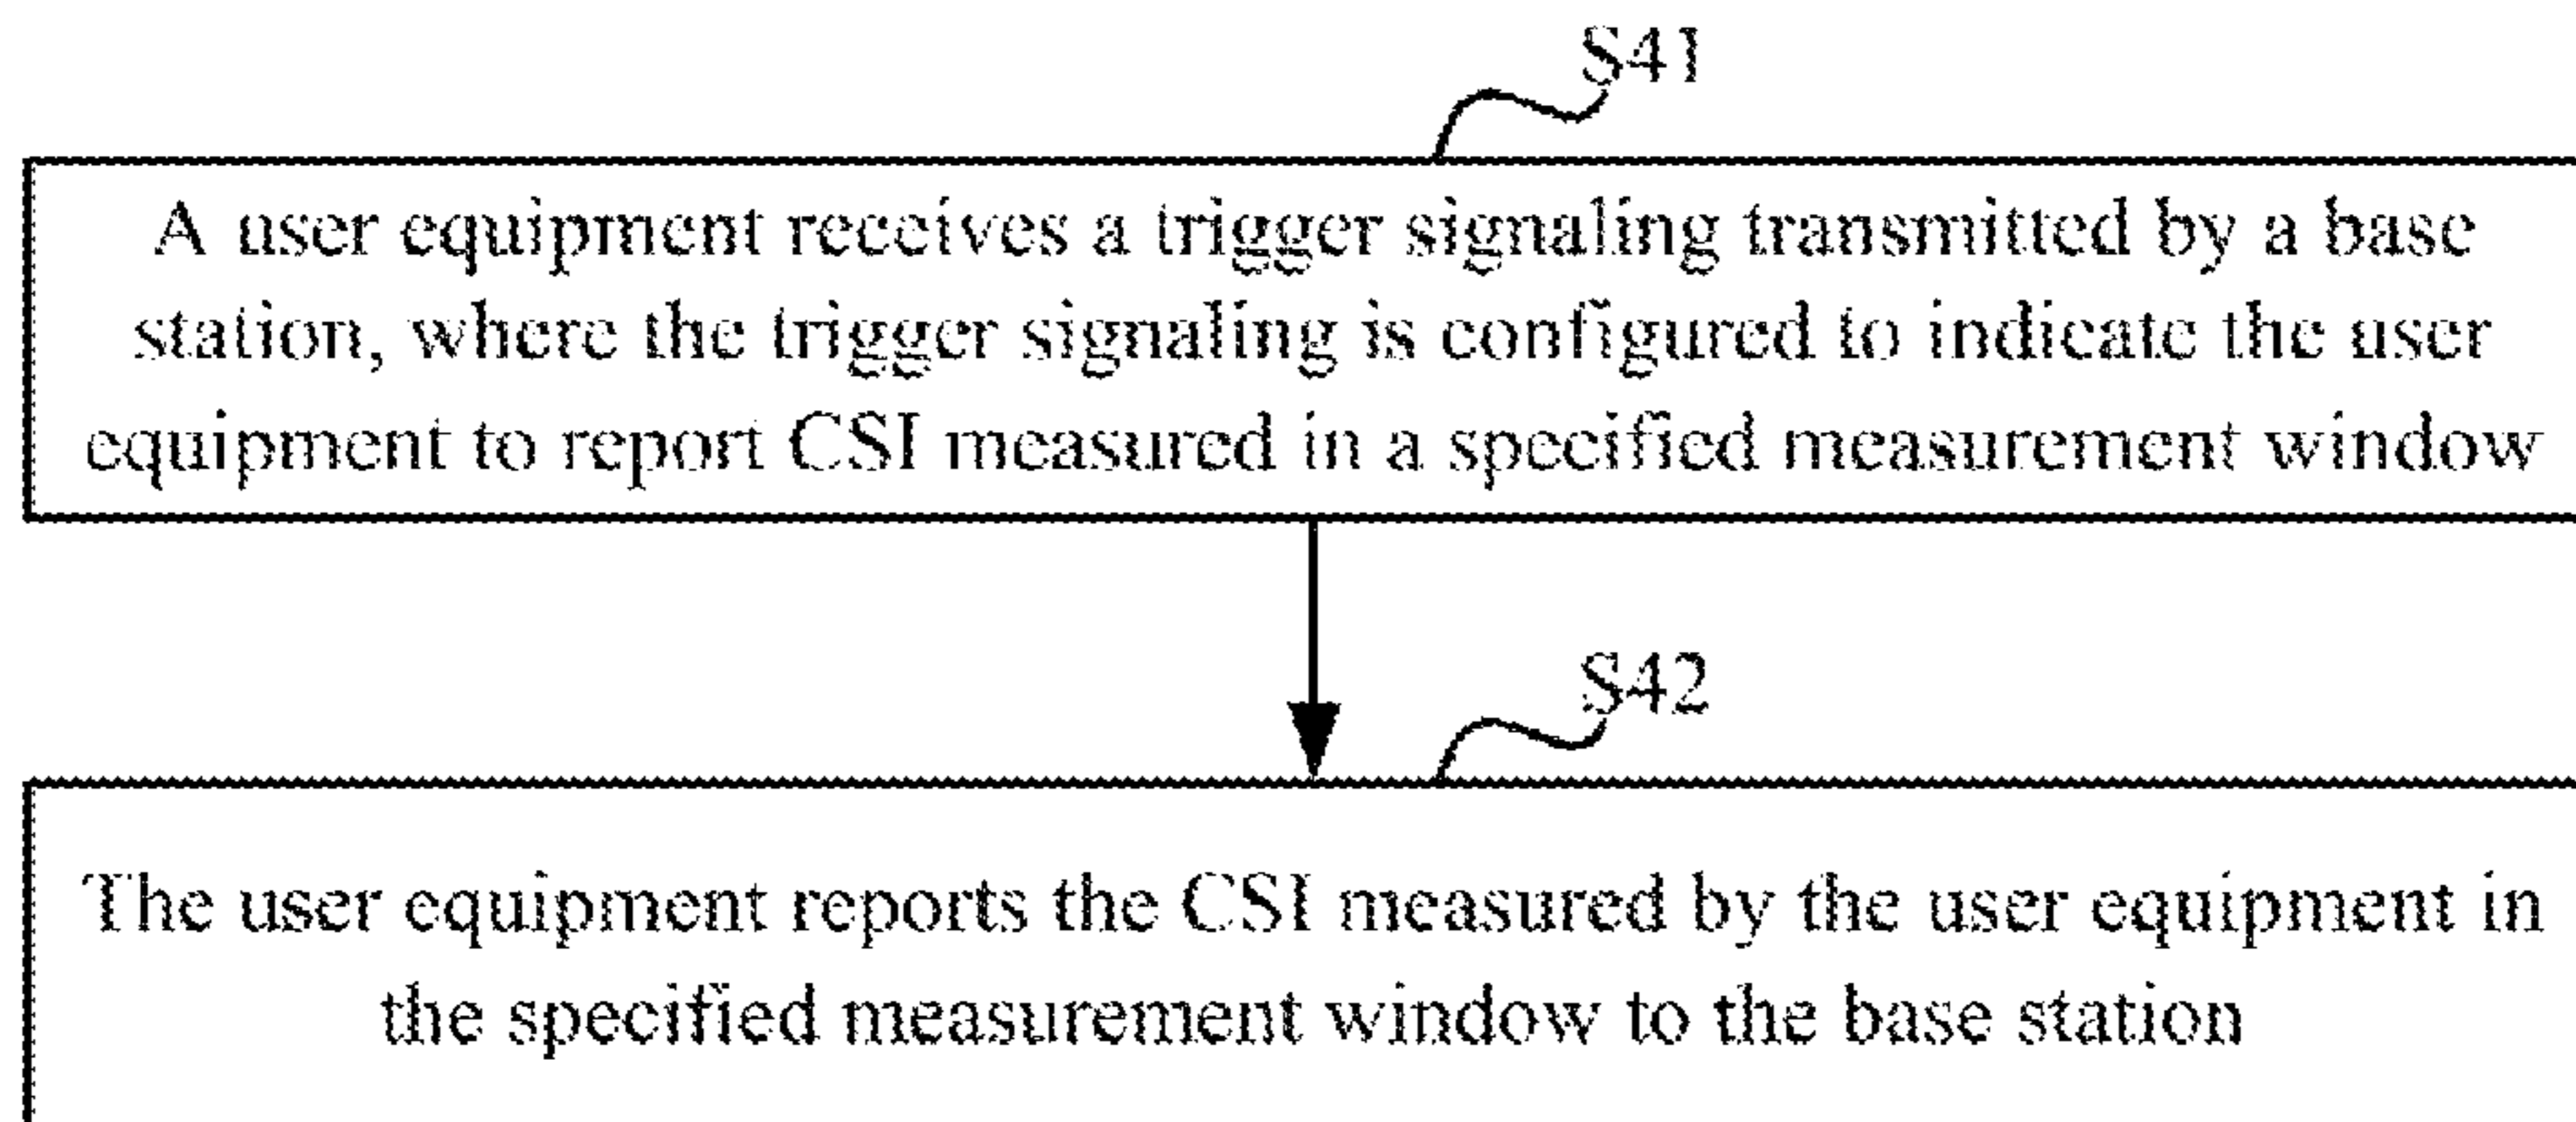 S41
A user equipment receives a trigger signaling transmitted by a base
station, where the trigger signaling is configured to indicate the user
equipment to report CSI measured in a specified measurement window
S42
The user equipment reports the CSI measured by the user equipment in
the specified measurement window to the base station